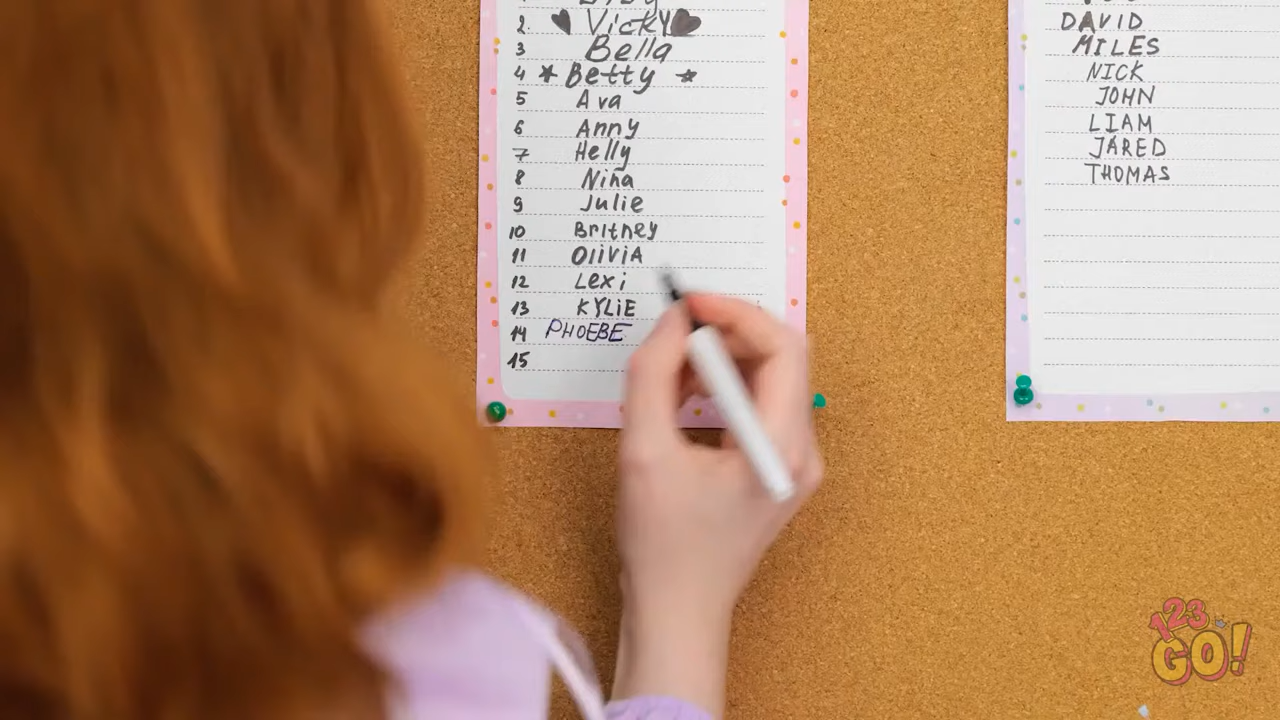 2. Vicky
3 Bella
4 * Betty *
5 Ava
6 Anny
7 Helly
8 Nina
9 Julie
10 Britney
11 OliviA
12 Lexi
13 KYLiE
14 PHOEBE
15
DAVID
MILES
NICK
JOHN
LIAM
JARED
THOMAS
123
GO!